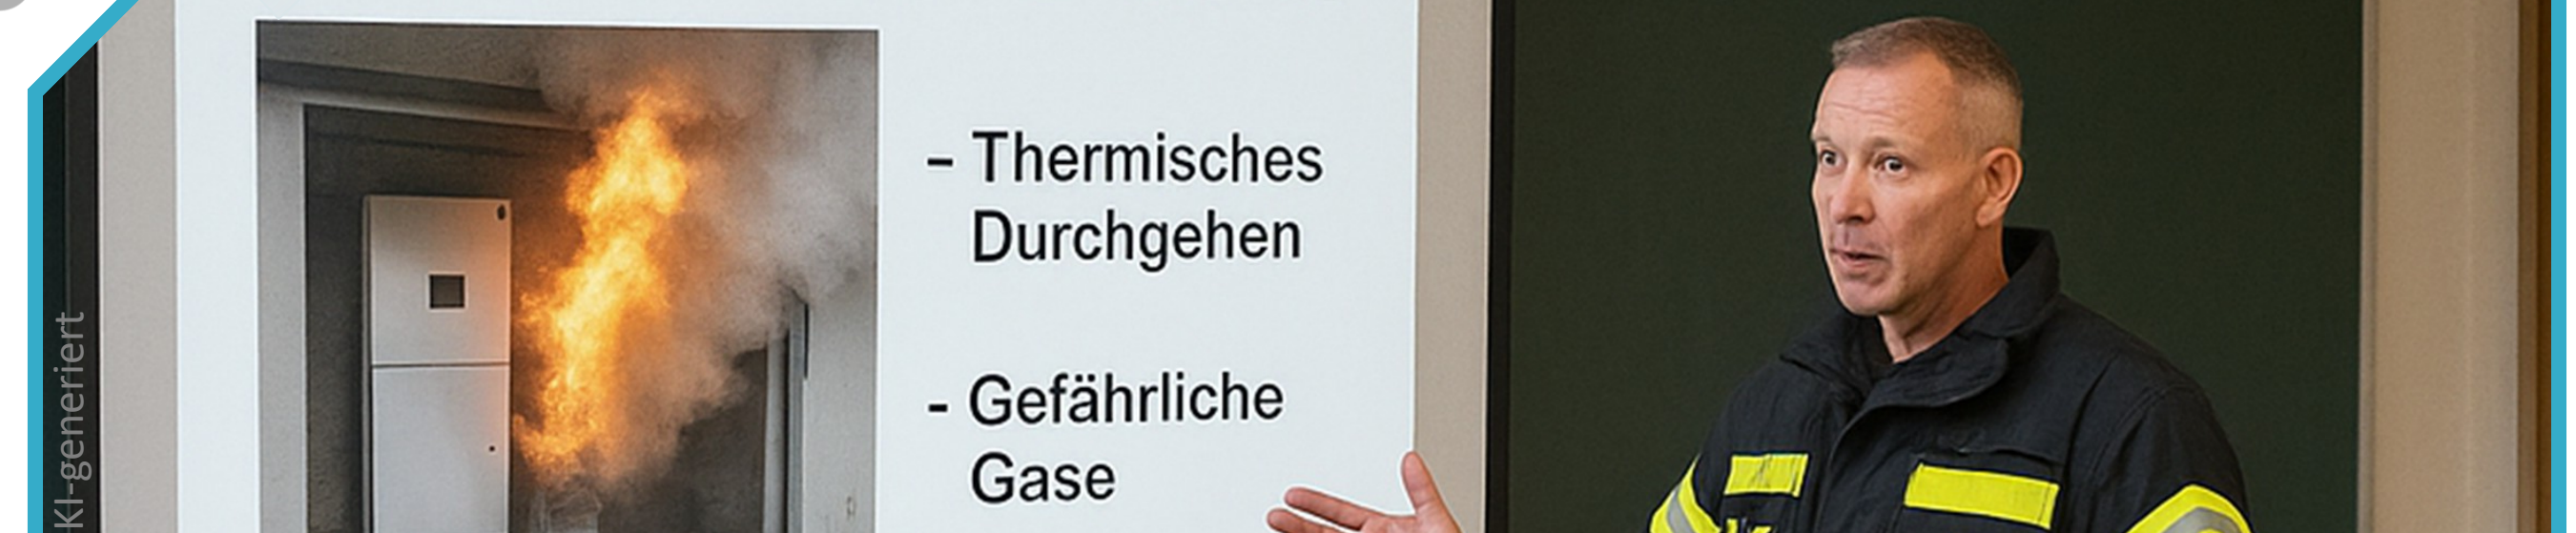 – Thermisches
Durchgehen
- Gefährliche
Gase
KI-generiert